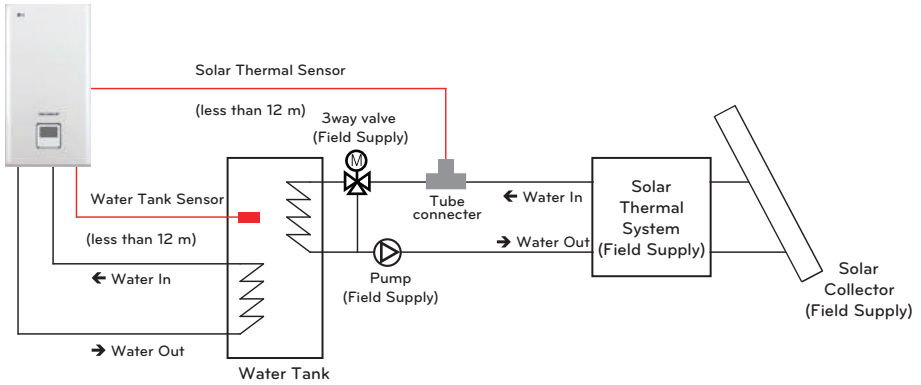 Solar Thermal Sensor
(less than 12 m)
3way valve
(Field Supply)
M
Water Tank Sensor
(less than 12 m)
Tube
connecter
← Water In
Solar
Thermal
System
(Field Supply)
→ Water Out
← Water In
Pump
(Field Supply)
Solar
Collector
(Field Supply)
→ Water Out
Water Tank